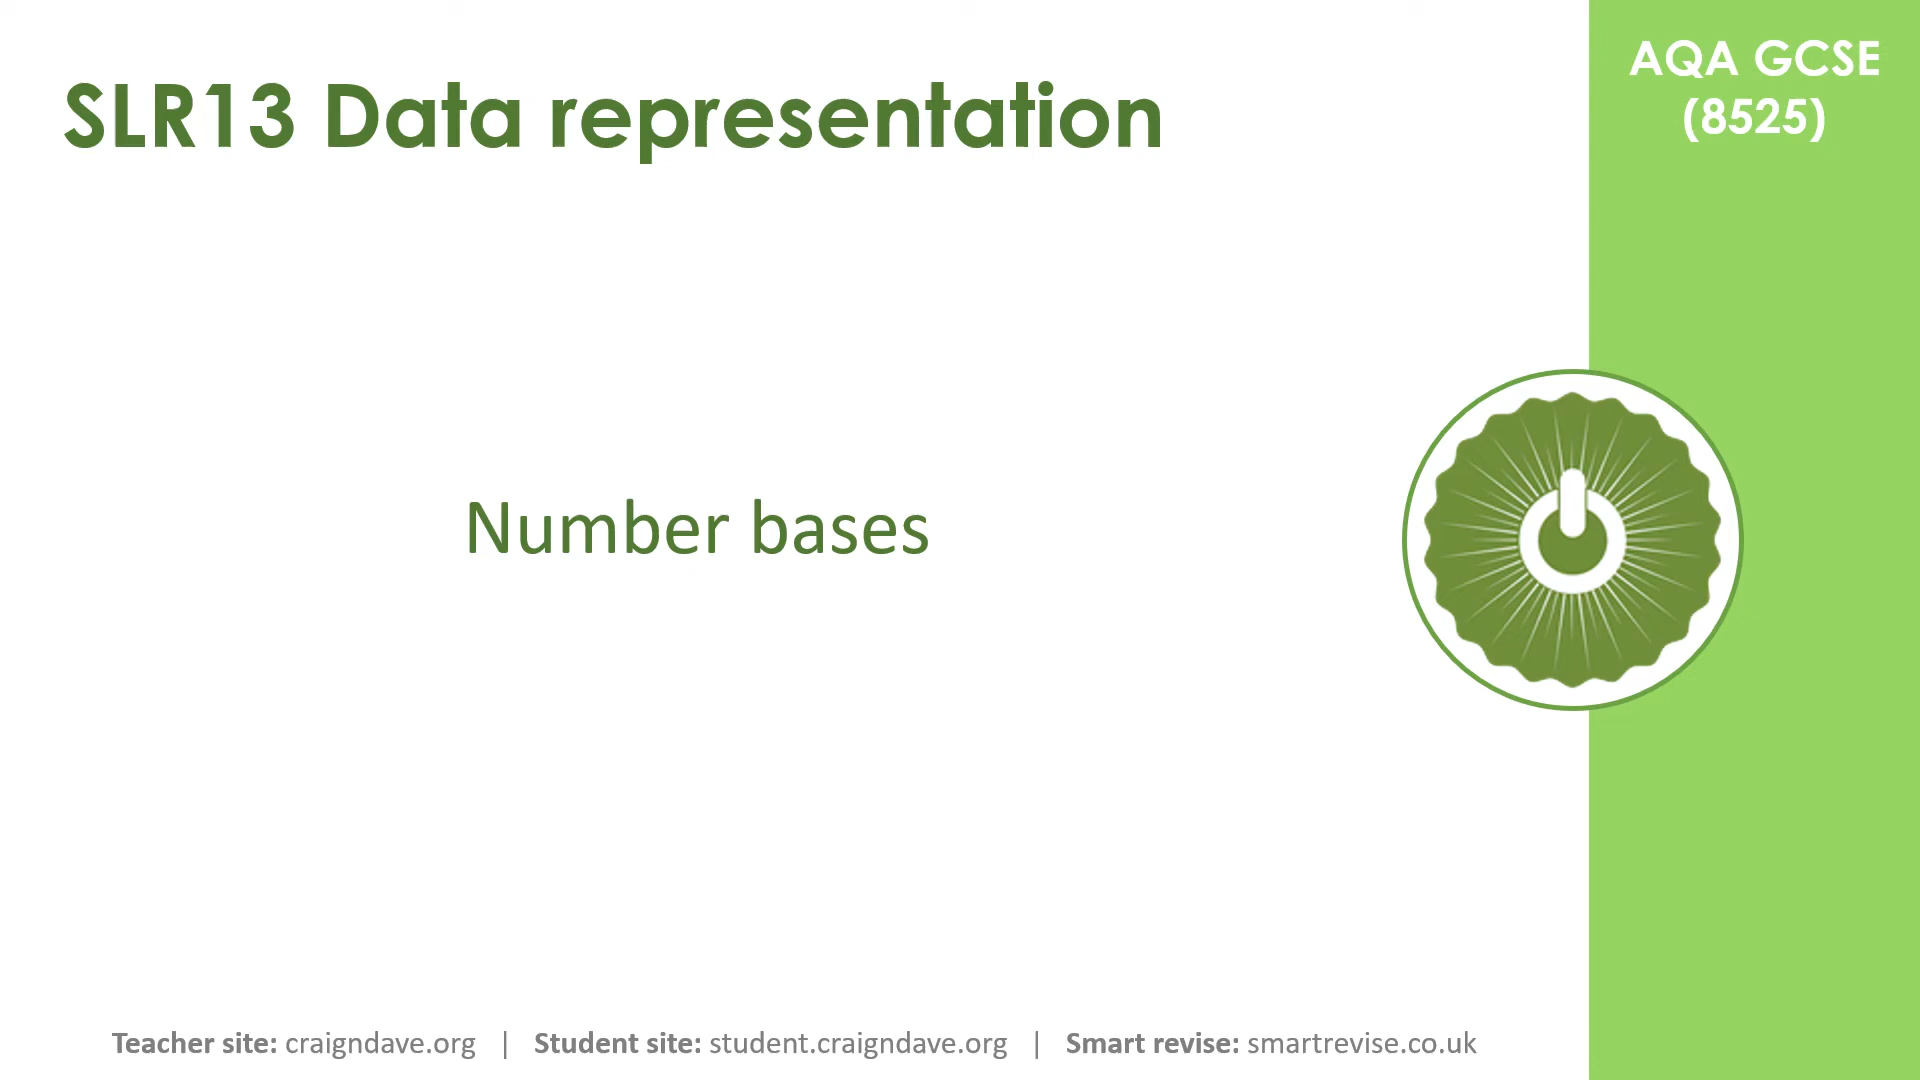 SLR13 Data representation
AQA GCSE
(8525)
Number bases
Teacher site: craigndave.org | Student site: student.craigndave.org | Smart revise: smartrevise.co.uk